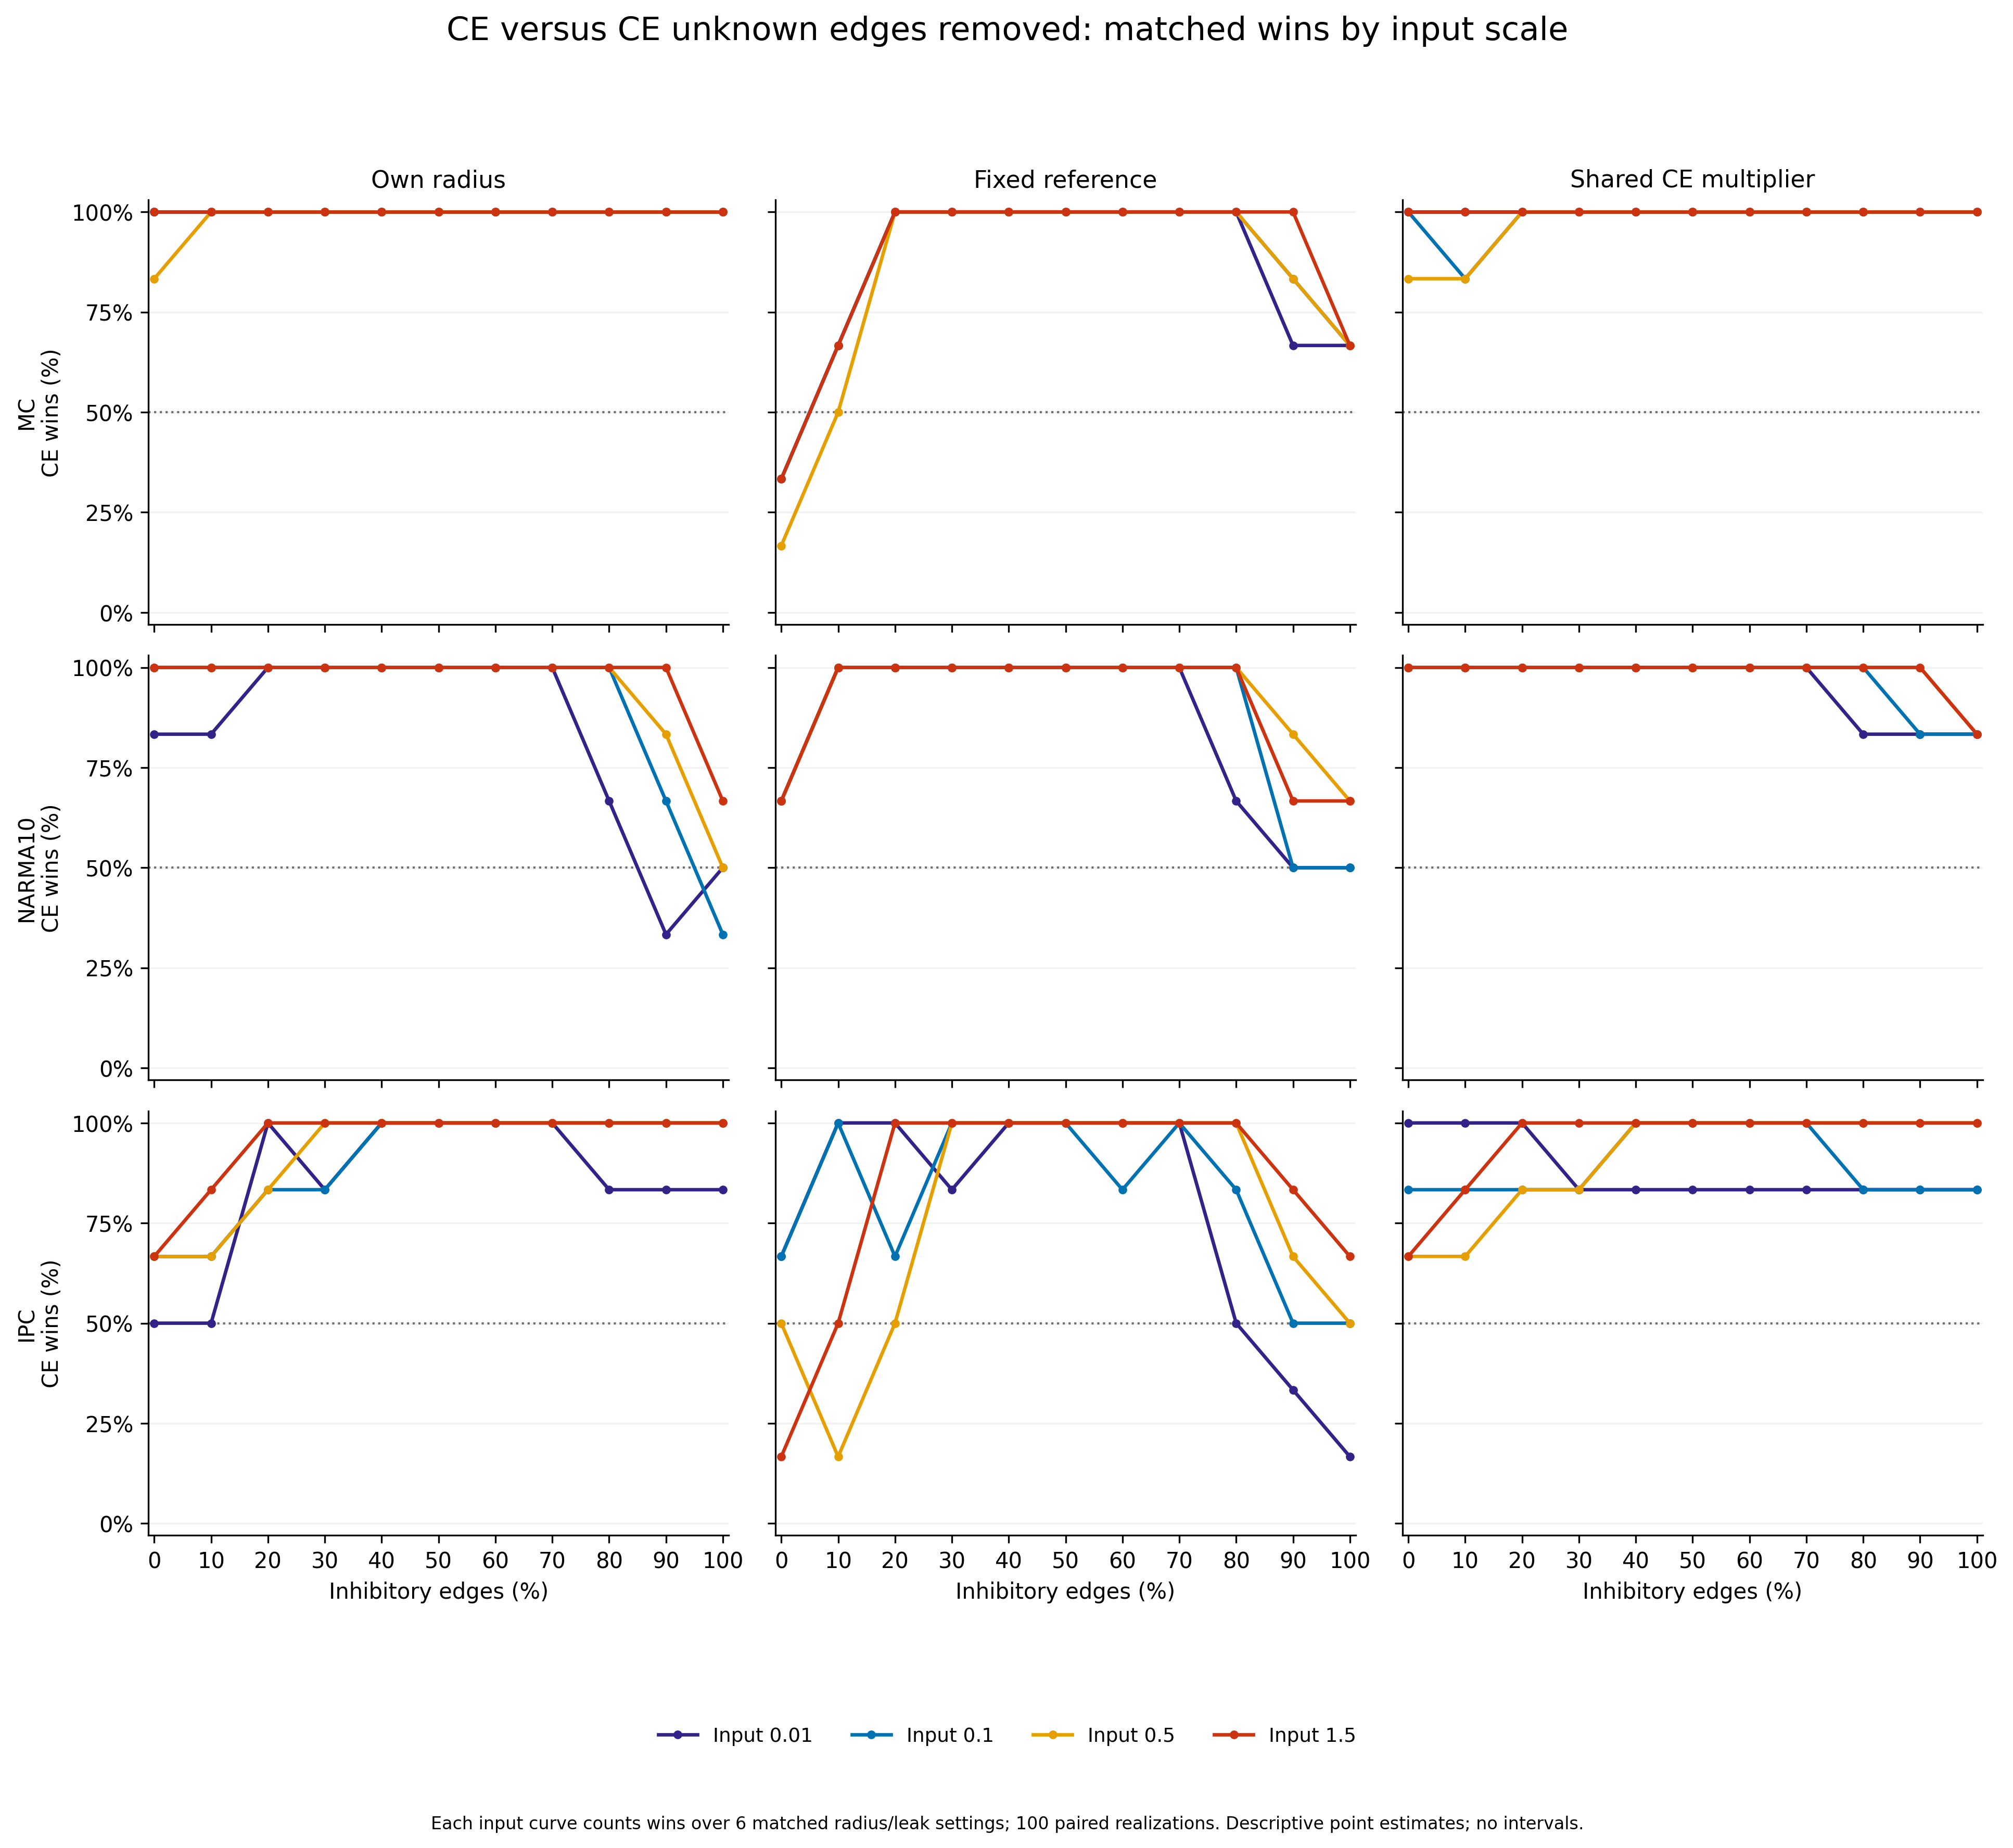 CE versus CE unknown edges removed: matched wins by input scale
Own radius
Fixed reference
Shared CE multiplier
MC
CE wins (%)
100%
75%
50%
25%
0%
NARMA10
CE wins (%)
100%
75%
50%
25%
0%
IPC
CE wins (%)
100%
75%
50%
25%
0%
0 10 20 30 40 50 60 70 80 90 100
0 10 20 30 40 50 60 70 80 90 100
0 10 20 30 40 50 60 70 80 90 100
Inhibitory edges (%)
Inhibitory edges (%)
Inhibitory edges (%)
Input 0.01
Input 0.1
Input 0.5
Input 1.5
Each input curve counts wins over 6 matched radius/leak settings; 100 paired realizations. Descriptive point estimates; no intervals.